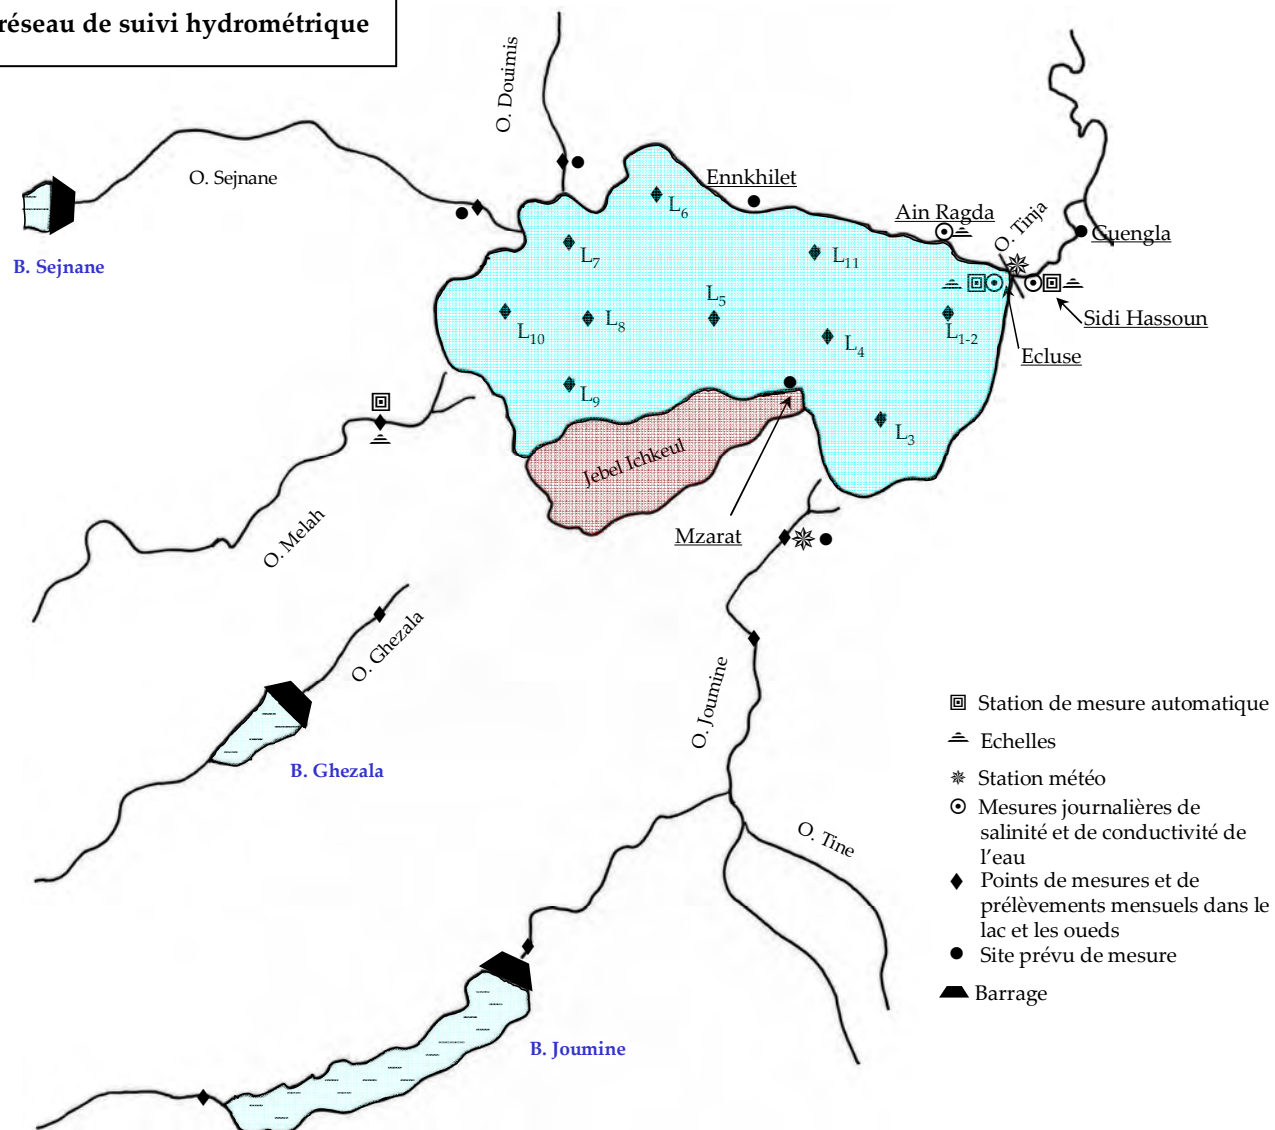 réseau de suivi hydrométrique
O. Douimis
O. Sejnane
B. Sejnane
Ennkhilet
Ain Ragda
O. Tinja
Guengla
L6
L7
L11
L5
L10
L8
L4
L1-2
Sidi Hassoun
Ecluse
L9
L3
Jebel Ichkeul
Mzarat
O. Melah
O. Ghezala
B. Ghezala
O. Joumine
O. Tine
B. Joumine
Station de mesure automatique
Echelles
Station météo
Mesures journalières de
salinité et de conductivité de
l'eau
Points de mesures et de
prélèvements mensuels dans le
lac et les oueds
Site prévu de mesure
Barrage